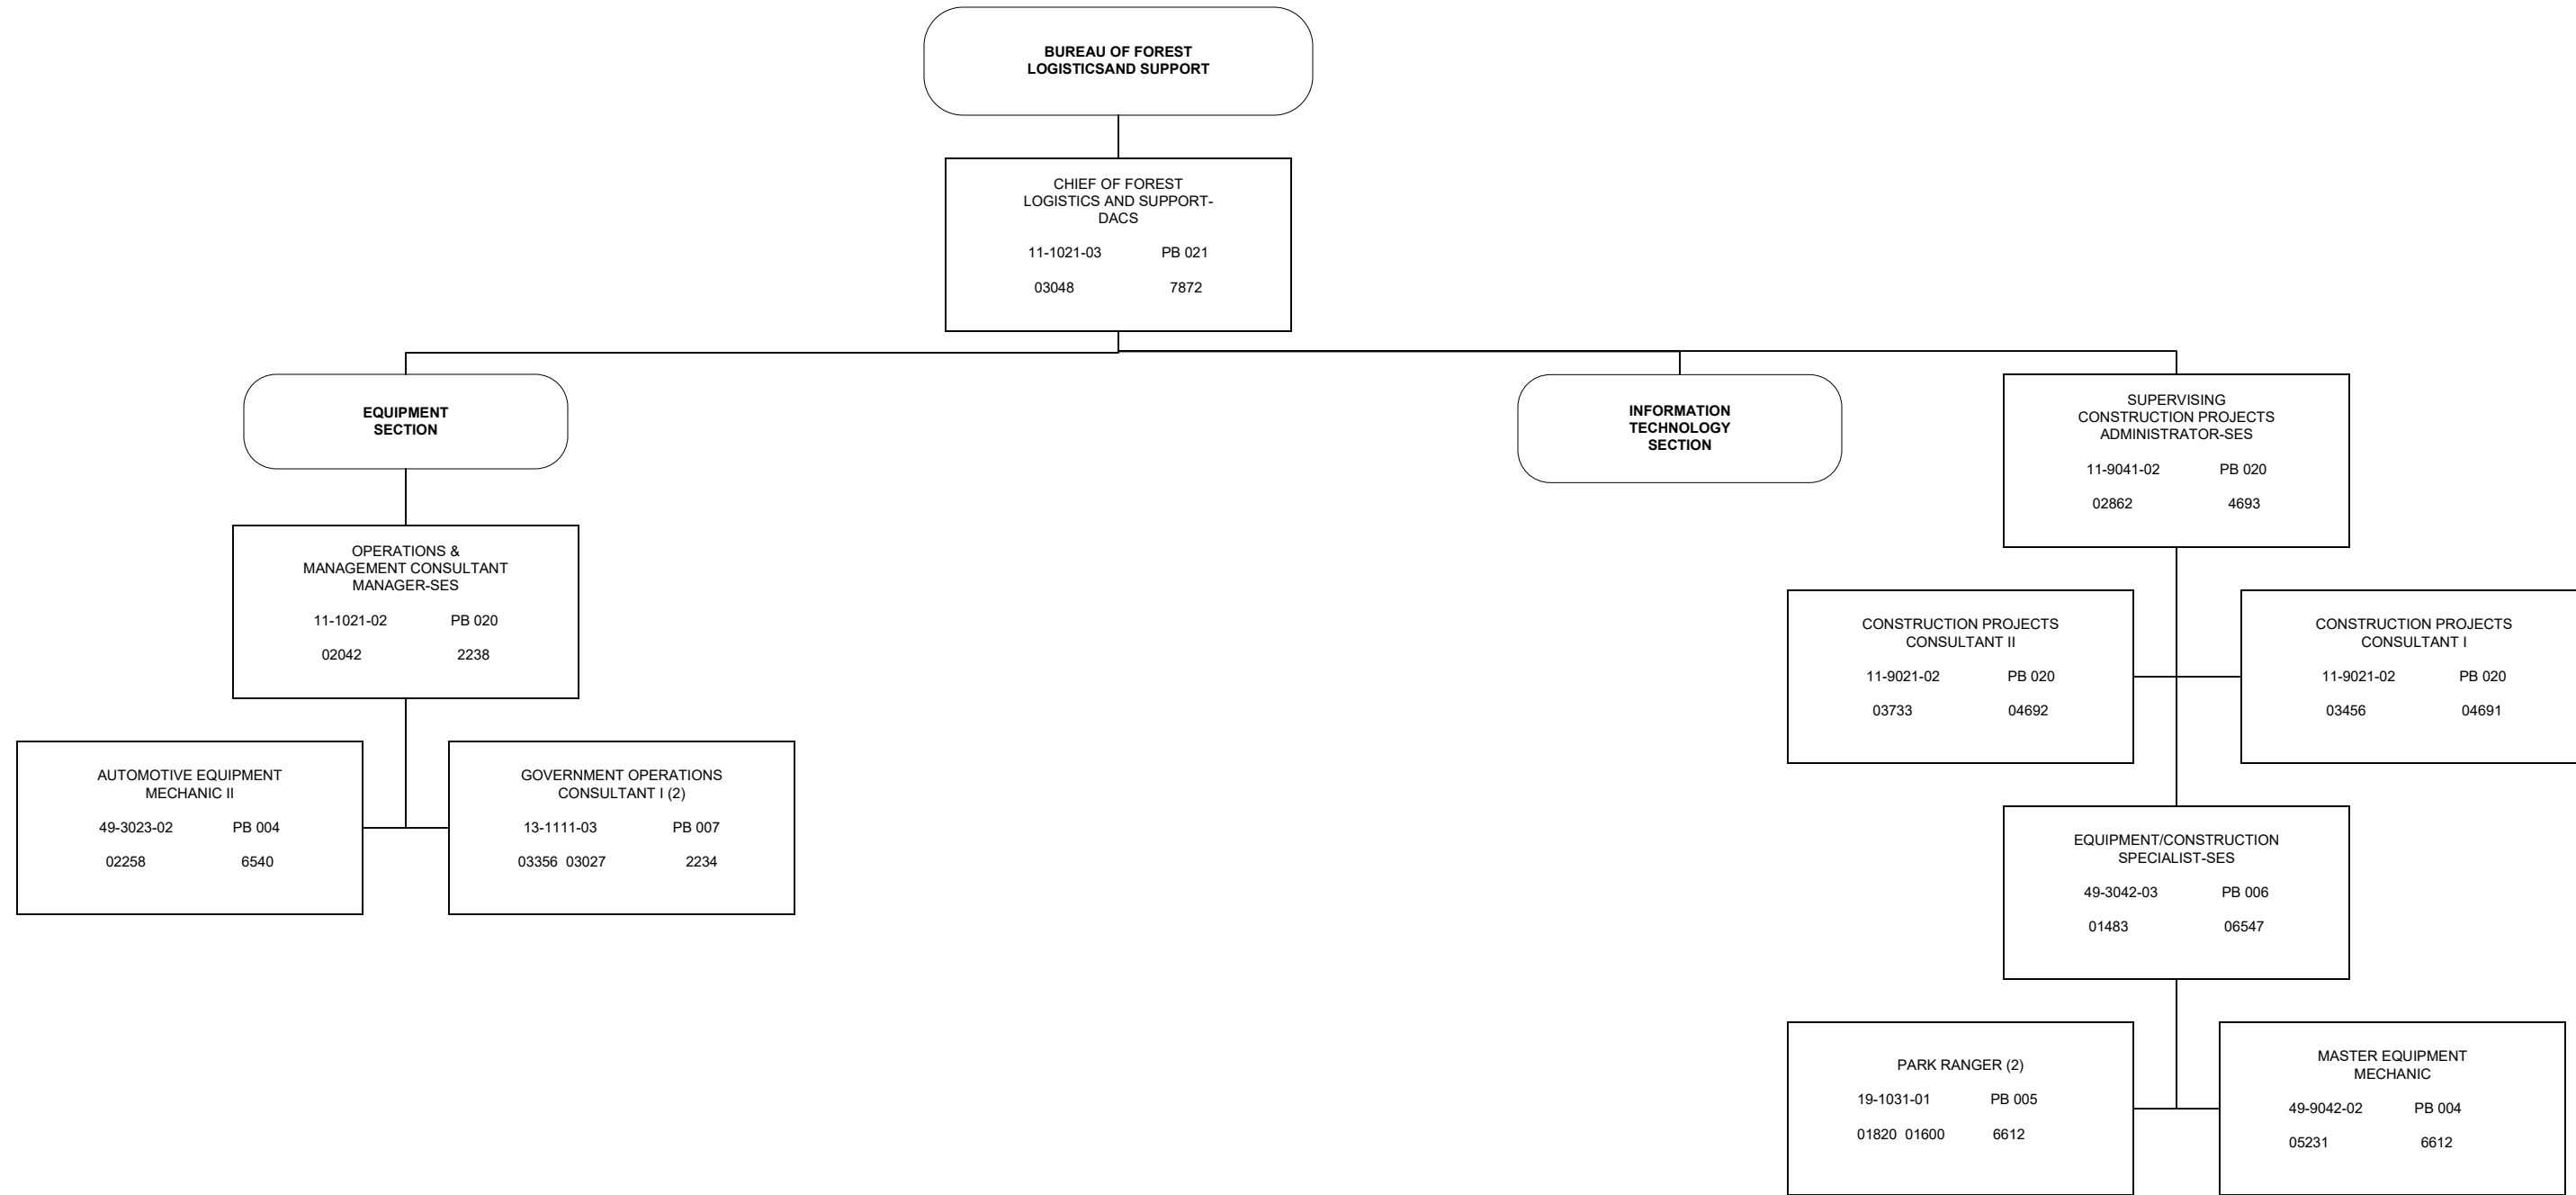 BUREAU OF FOREST
LOGISTICSAND SUPPORT
CHIEF OF FOREST
LOGISTICS AND SUPPORT-
DACS
11-1021-03 PB 021
03048 7872
EQUIPMENT
SECTION
INFORMATION
TECHNOLOGY
SECTION
SUPERVISING
CONSTRUCTION PROJECTS
ADMINISTRATOR-SES
11-9041-02 PB 020
02862 4693
OPERATIONS &
MANAGEMENT CONSULTANT
MANAGER-SES
11-1021-02 PB 020
02042 2238
CONSTRUCTION PROJECTS
CONSULTANT II
11-9021-02 PB 020
03733 04692
CONSTRUCTION PROJECTS
CONSULTANT I
11-9021-02 PB 020
03456 04691
AUTOMOTIVE EQUIPMENT
MECHANIC II
49-3023-02 PB 004
02258 6540
GOVERNMENT OPERATIONS
CONSULTANT I (2)
13-1111-03 PB 007
03356 03027 2234
EQUIPMENT/CONSTRUCTION
SPECIALIST-SES
49-3042-03 PB 006
01483 06547
PARK RANGER (2)
19-1031-01 PB 005
01820 01600 6612
MASTER EQUIPMENT
MECHANIC
49-9042-02 PB 004
05231 6612